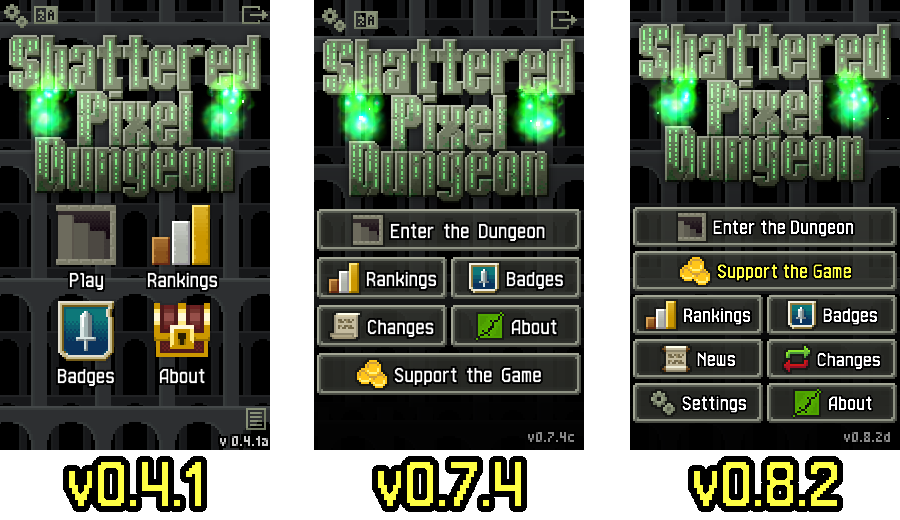 Shattered
Pixel
Dungeon
Play
Rankings
Badges
About
v 0.4.1a
v0.4.1
Shattered
Pixel
Dungeon
Enter the Dungeon
Rankings
Badges
Changes
About
Support the Game
v0.7.4c
v0.7.4
Shattered
Pixel
Dungeon
Enter the Dungeon
Support the Game
Rankings
Badges
News
Changes
Settings
About
v0.8.2d
v0.8.2